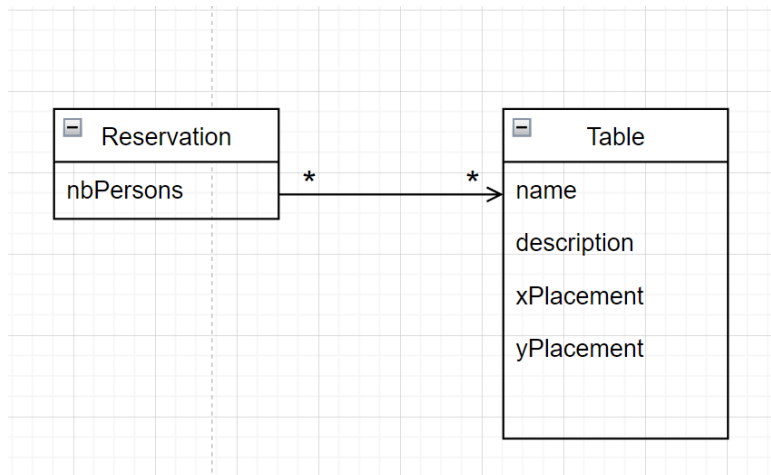 Reservation
nbPersons
* *
Table
name
description
xPlacement
yPlacement